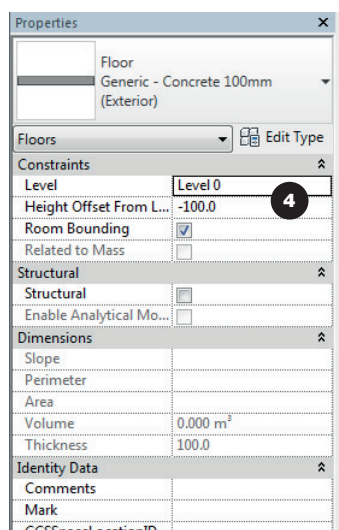 Properties
Floor
Generic - Concrete 100mm
(Exterior)
Floors Edit Type
Constraints
Level Level 0
Height Offset From L... -100.0
4
Room Bounding
Related to Mass
Structural
Structural
Enable Analytical Mo...
Dimensions
Slope
Perimeter
Area
Volume 0.000 m³
Thickness 100.0
Identity Data
Comments
Mark